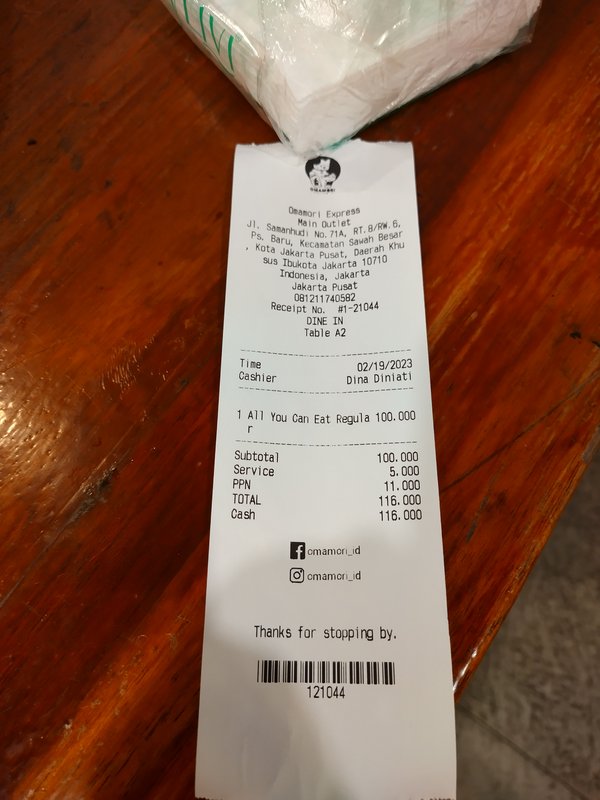 OMAMORI
Omamori Express
Main Outlet
Jl. Samanhudi No.71A, RT.8/RW.6,
Ps. Baru, Kecamatan Sawah Besar
, Kota Jakarta Pusat, Daerah Khu
sus Ibukota Jakarta 10710
Indonesia, Jakarta
Jakarta Pusat
081211740582
Receipt No. #1-21044
DINE IN
Table A2
Time 02/19/2023
Cashier Dina Diniati
1 All You Can Eat Regula 100.000
r
Subtotal 100.000
Service 5.000
PPN 11.000
TOTAL 116.000
Cash 116.000
omamori_id
omamori_id
Thanks for stopping by.
121044